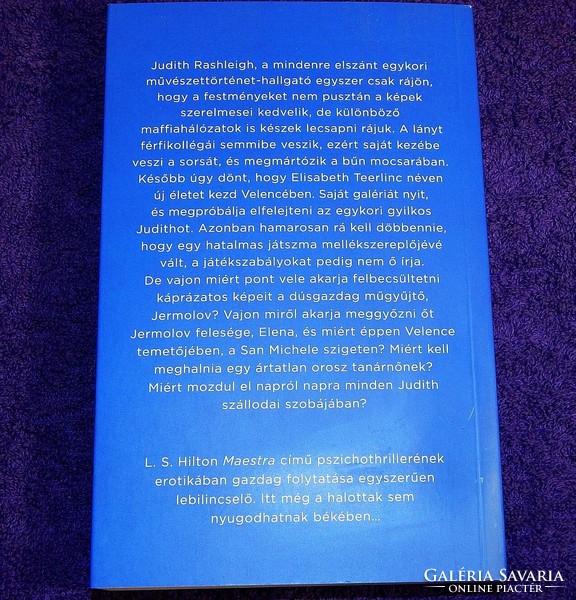 Judith Rashleigh, a mindenre elszánt egykori
művészettörténet-hallgató egyszer csak rájön,
hogy a festményeket nem pusztán a képek
szerelmesei kedvelik, de különböző
maffiahálózatok is készek lecsapni rájuk. A lányt
férfikollégái semmibe veszik, ezért saját kezébe
veszi a sorsát, és megmártózik a bűn mocsarában.
Később úgy dönt, hogy Elisabeth Teerlinc néven
új életet kezd Velencében. Saját galériát nyit,
és megpróbálja elfelejteni az egykori gyilkos
Judithot. Azonban hamarosan rá kell döbbennie,
hogy egy hatalmas játszma mellékszereplőjévé
vált, a játékszabályokat pedig nem ő írja.
De vajon miért pont vele akarja felbecsültetni
káprázatos képeit a dúsgazdag műgyűjtő,
Jermolov? Vajon miről akarja meggyőzni őt
Jermolov felesége, Elena, és miért éppen Velence
temetőjében, a San Michele szigeten? Miért kell
meghalnia egy ártatlan orosz tanárnőnek?
Miért mozdul el napról napra minden Judith
szállodai szobájában?
L. S. Hilton Maestra című pszichothrillerének
erotikában gazdag folytatása egyszerűen
lebilincselő. Itt még a halottak sem
nyugodhatnak békében...
GALÉRIA SAVARIA
ONLINE PIACTÉR